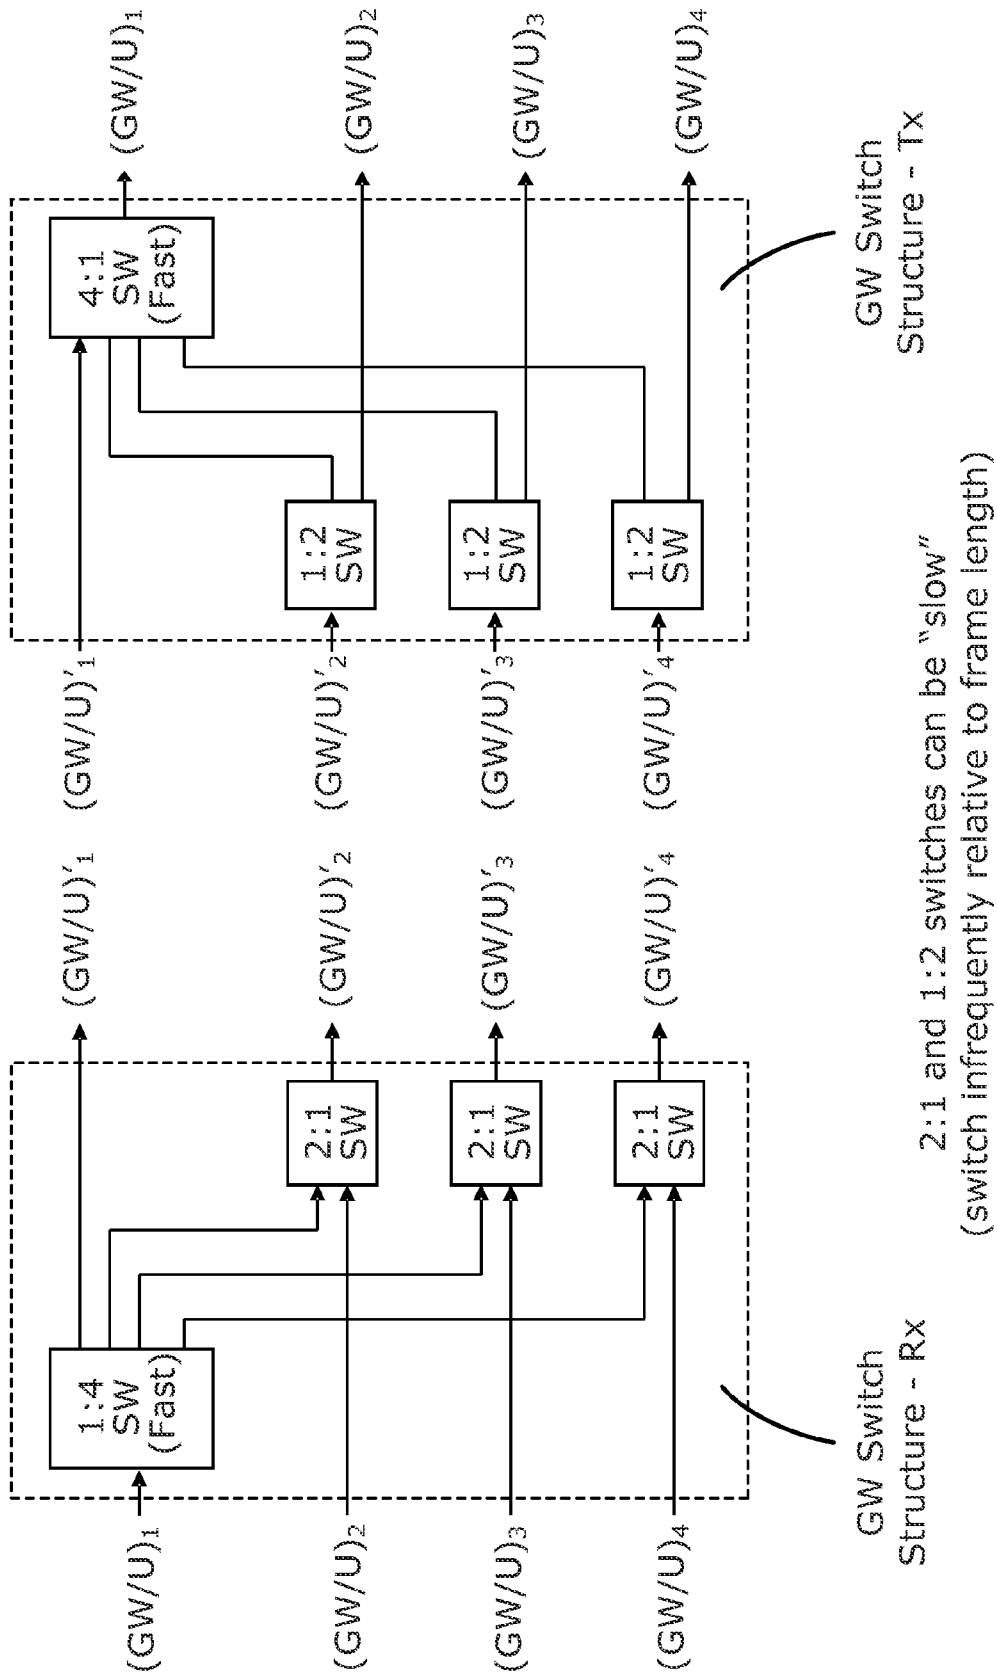 (GW/U)1
(GW/U)2
(GW/U)3
(GW/U)4
1:4
SW
(Fast)
2:1
SW
2:1
SW
2:1
SW
(GW/U)′1
(GW/U)′2
(GW/U)′3
(GW/U)′4
GW Switch
Structure - Rx
(GW/U)′1
(GW/U)′2
(GW/U)′3
(GW/U)′4
1:2
SW
1:2
SW
1:2
SW
4:1
SW
(Fast)
(GW/U)1
(GW/U)2
(GW/U)3
(GW/U)4
GW Switch
Structure - Tx
2:1 and 1:2 switches can be “slow”
(switch infrequently relative to frame length)